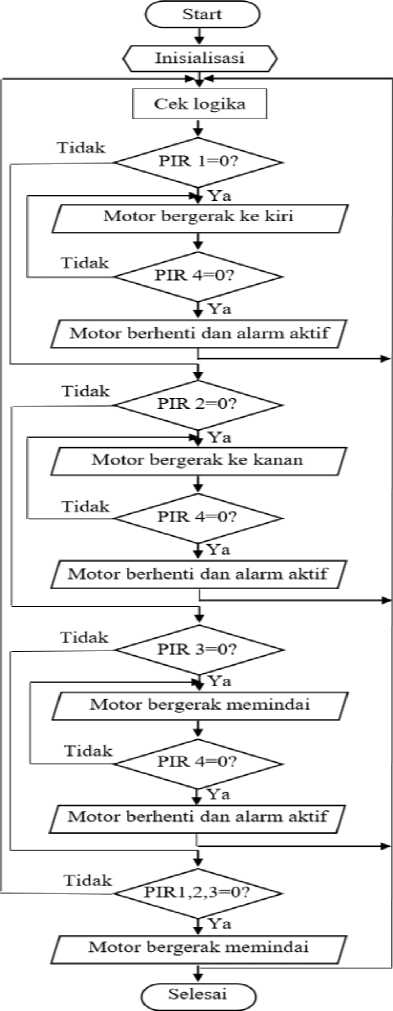 Start
Inisialisasi
Cek logika
Tidak
PIR 1=0?
Ya
Motor bergerak ke kiri
Tidak
PIR 4=0?
Ya
Motor berhenti dan alarm aktif
Tidak
PIR 2=0?
Ya
Motor bergerak ke kanan
Tidak
PIR 4=0?
Ya
Motor berhenti dan alarm aktif
Tidak
PIR 3=0?
Ya
Motor bergerak memindai
Tidak
PIR 4=0?
Ya
Motor berhenti dan alarm aktif
Tidak
PIR1,2,3=0?
Ya
Motor bergerak memindai
Selesai